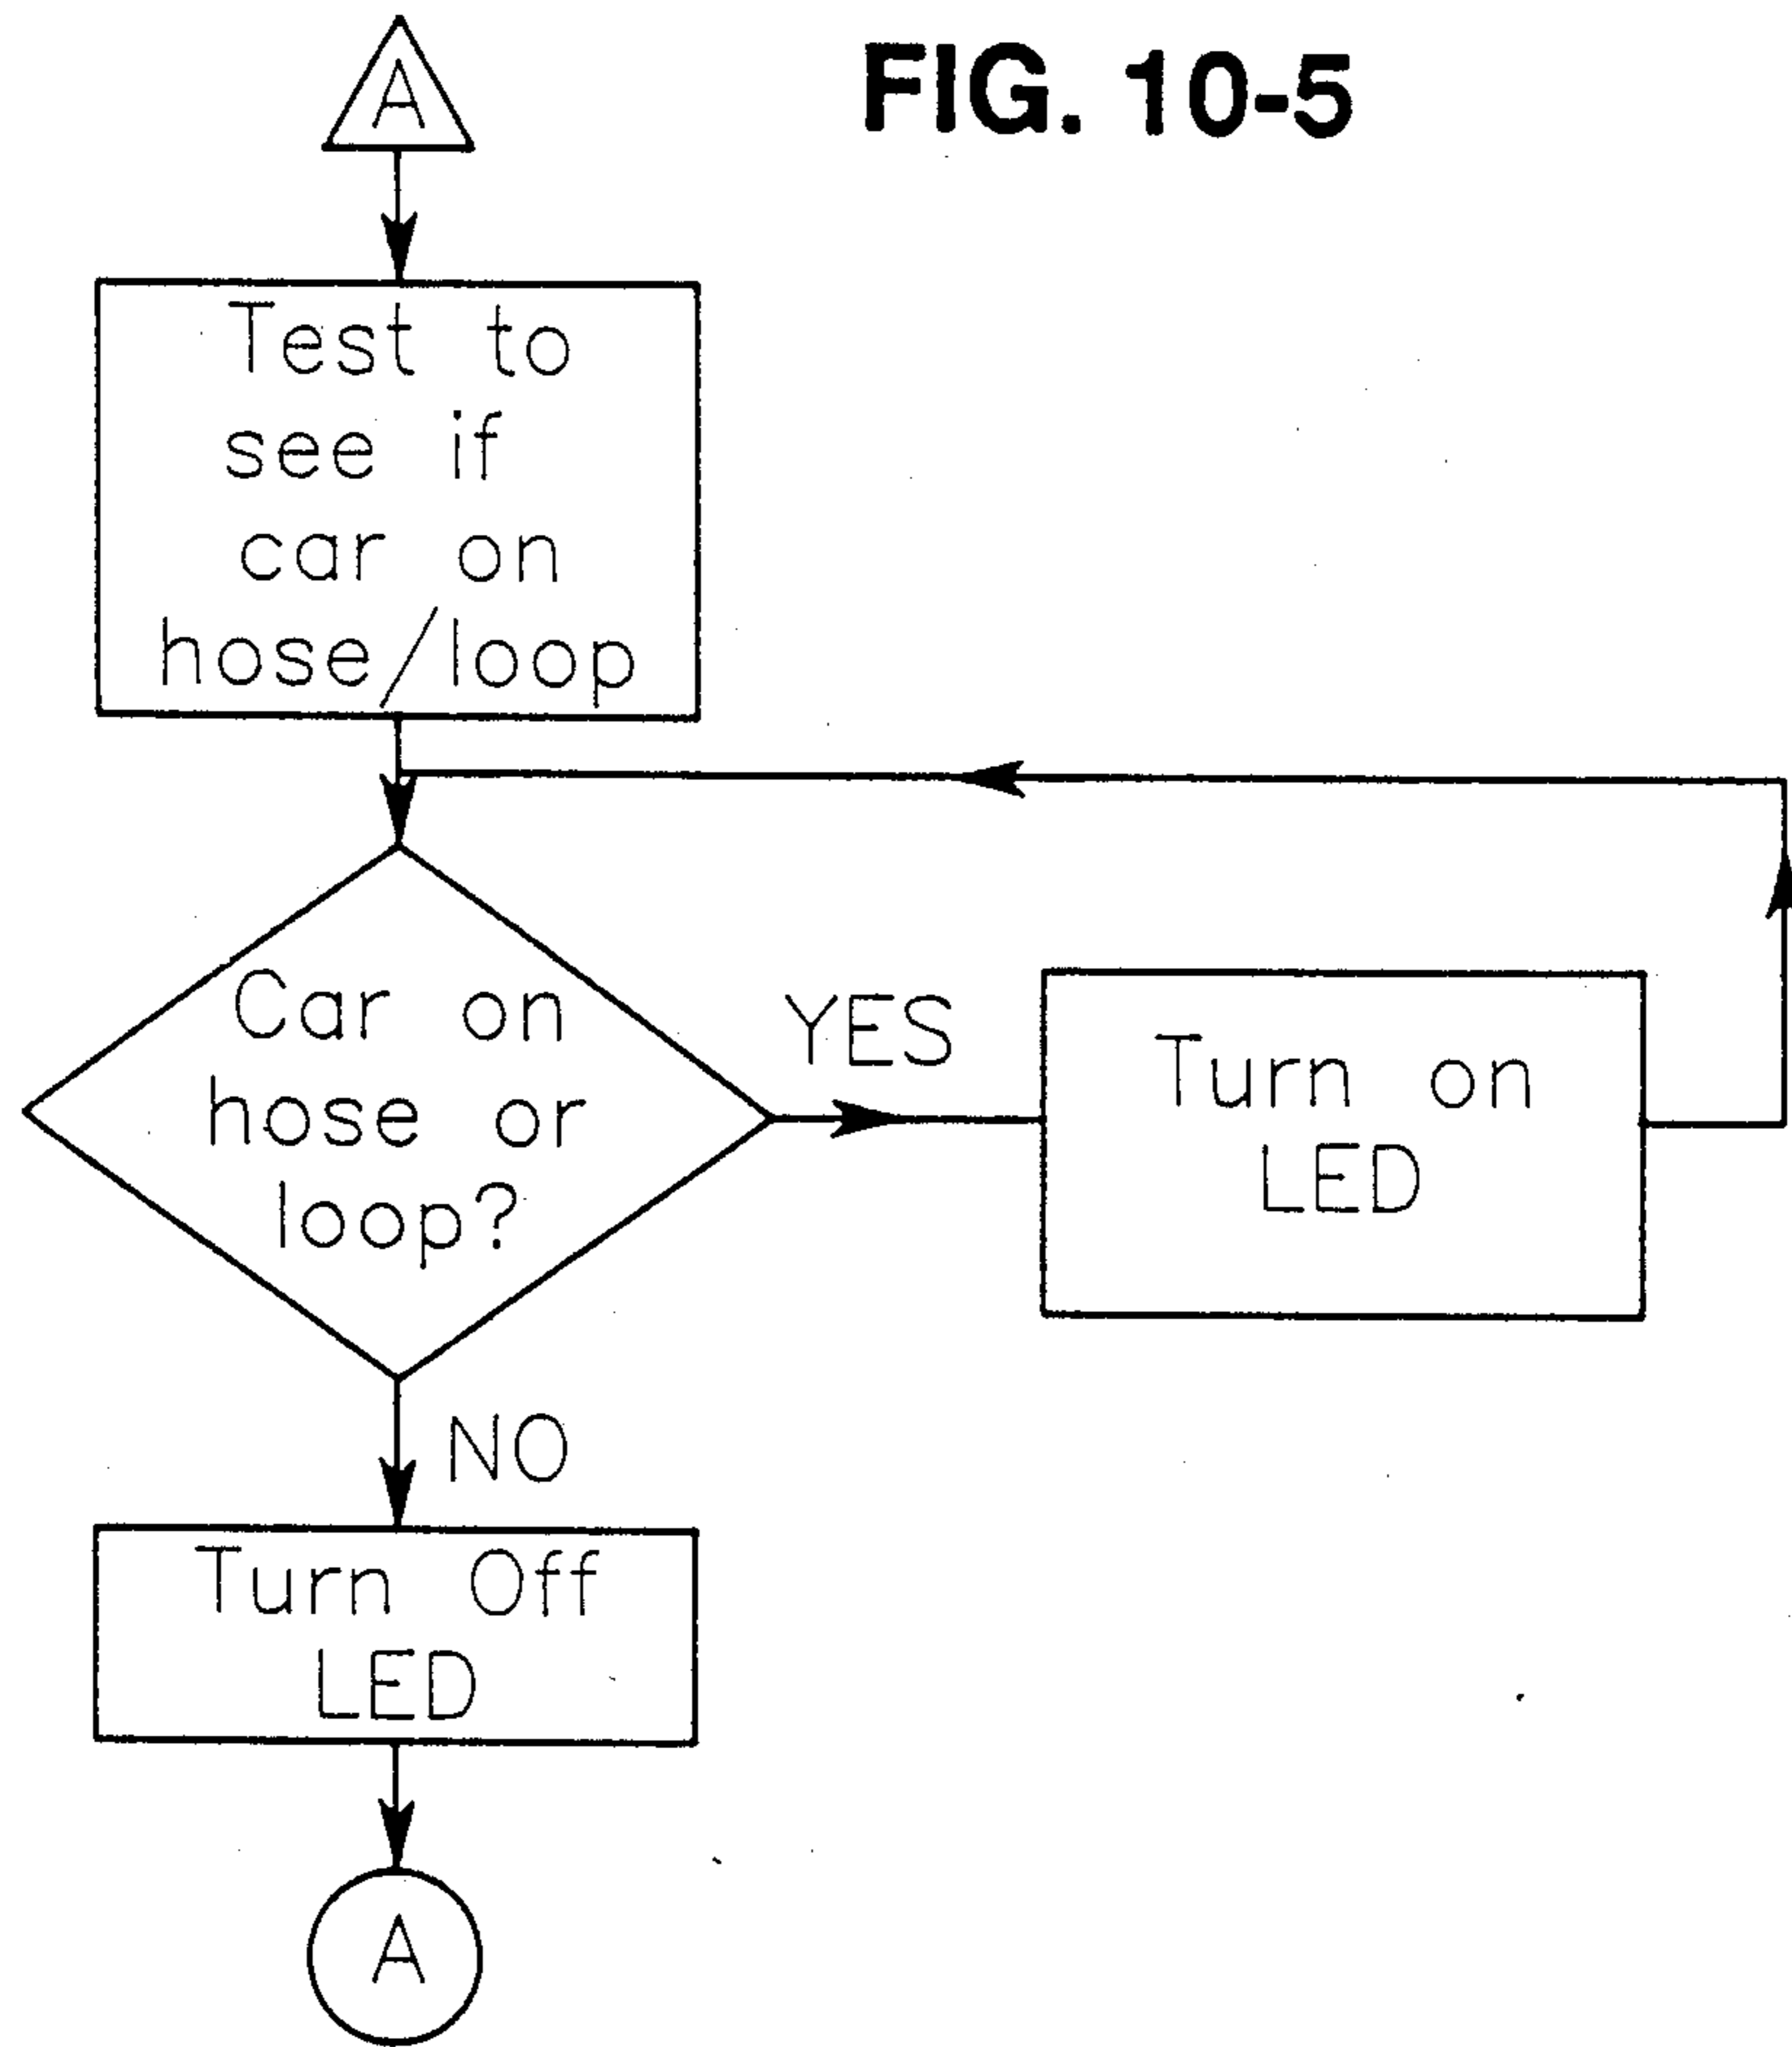 A
FIG. 10-5
Test to
see if
car on
hose/loop
Car on
hose or
loop?
YES
Turn on
LED
NO
Turn Off
LED
A